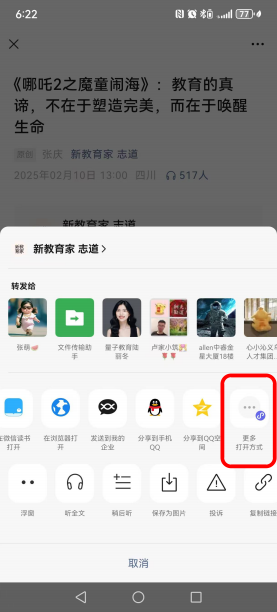 6:22
77
《哪吒2之魔童闹海》：教育的真
谛，不在于塑造完美，而在于唤醒
生命
原创 张庆 新教育家 志道
2025年02月10日 13:00 四川 517人
新教育家 志道
新教育家 志道
转发给
张萌
文件传输助手
量子教育陆前冬
卢家小筑
allen中睿金星大厦18楼
心小沁义与人才集团...
在微信读书打开
在浏览器打开
发送到我的企业
分享到手机QQ
分享到QQ空间
更多打开方式
浮窗
听全文
稍后听
保存为图片
投诉
复制链接
取消